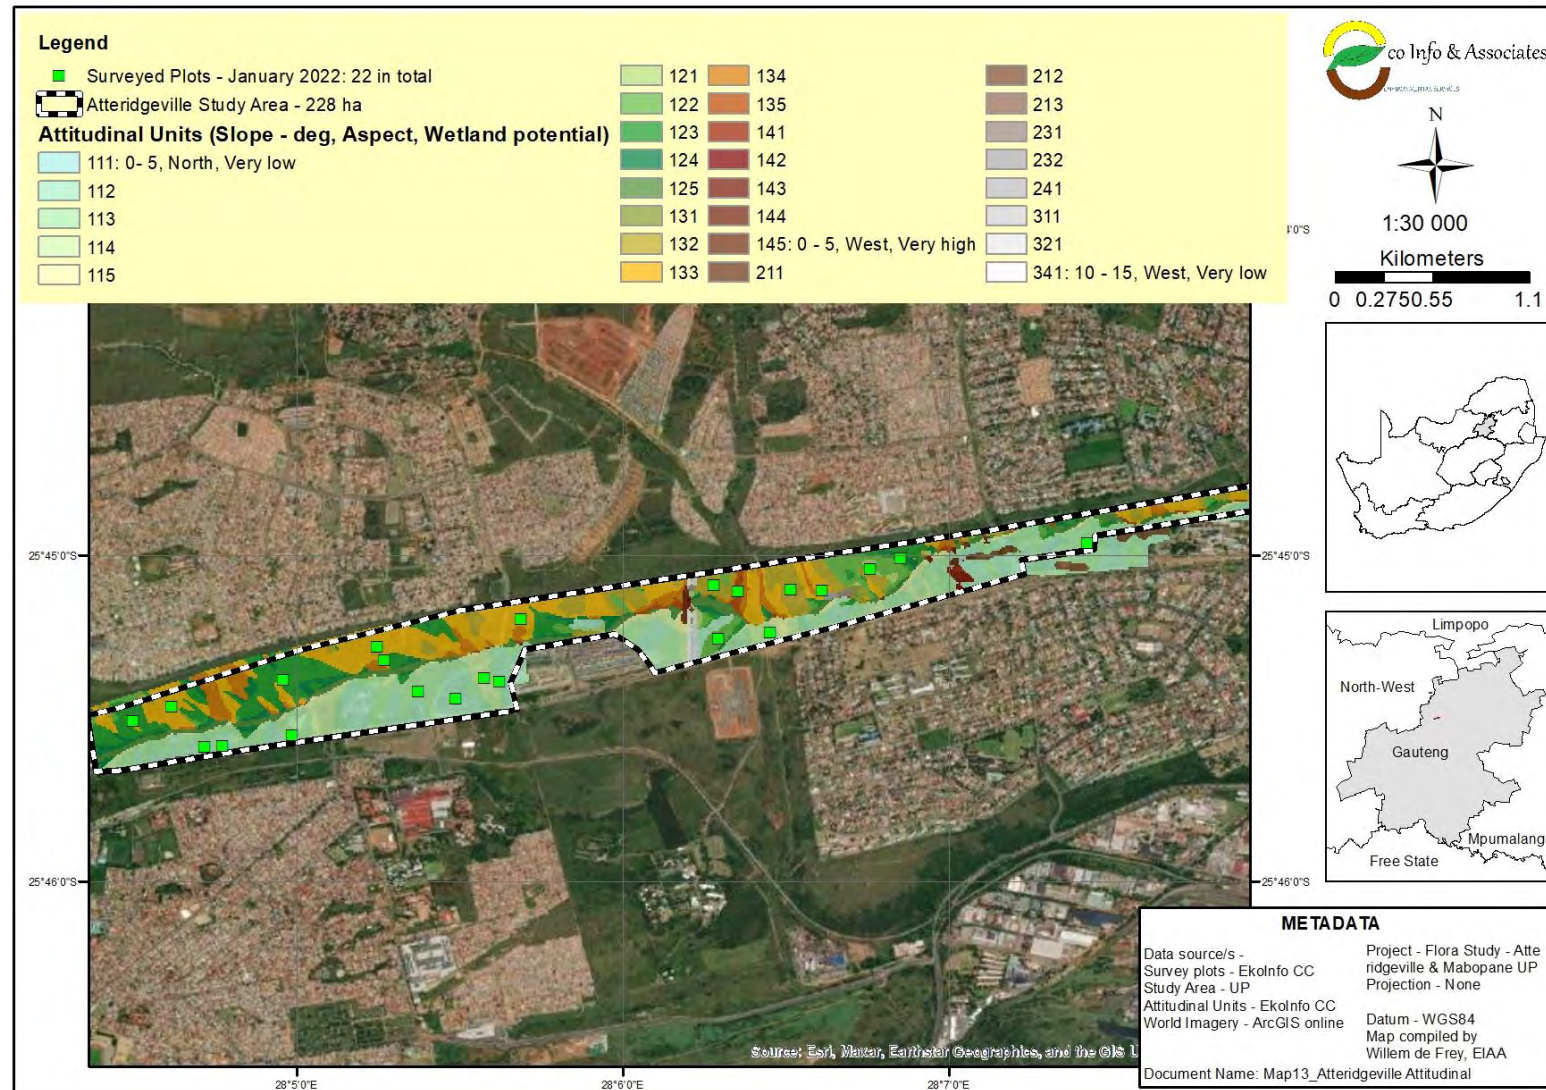 Legend
Surveyed Plots - January 2022: 22 in total
Atteridgeville Study Area - 228 ha
Attitudinal Units (Slope - deg, Aspect, Wetland potential)
111: 0- 5, North, Very low
112
113
114
115
121
122
123
124
125
131
132
133
134
135
141
142
143
144
145: 0 - 5, West, Very high
211
212
213
231
232
241
311
321
341: 10 - 15, West, Very low
co Info & Associates
N
1:30 000
Kilometers
0 0.2750.55 1.1
25°45'0"S
25°45'0"S
25°46'0"S
25°46'0"S
28°5'0"E
28°6'0"E
28°7'0"E
Source: Esri, Maxar, Earthstar Geographics, and the GIS U
Limpopo
North-West
Gauteng
Mpumalang
Free State
METADATA
Data source/s -
Survey plots - EkoInfo CC
Study Area - UP
Attitudinal Units - EkoInfo CC
World Imagery - ArcGIS online
Project - Flora Study - Atte
ridgeville & Mabopane UP
Projection - None
Datum - WGS84
Map compiled by
Willem de Frey, EIAA
Document Name: Map13_Atteridgeville Attitudinal